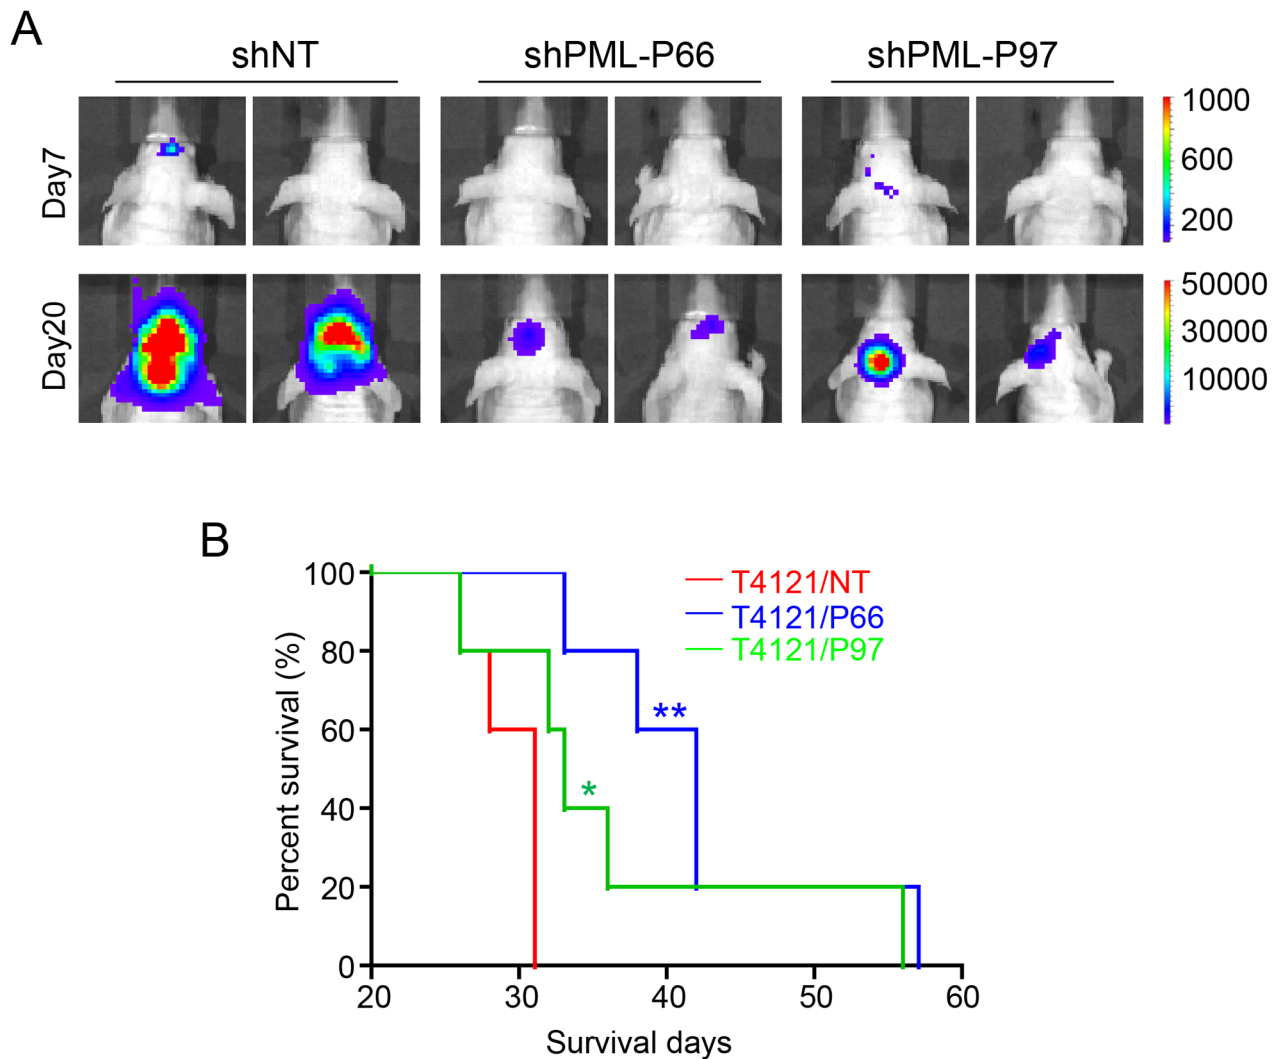 A
shNT shPML-P66 shPML-P97
Day7
1000
600
200
Day20
50000
30000
10000
B
T4121/NT
T4121/P66
T4121/P97
**
*
Percent survival (%)
100
80
60
40
20
0
20 30 40 50 60
Survival days